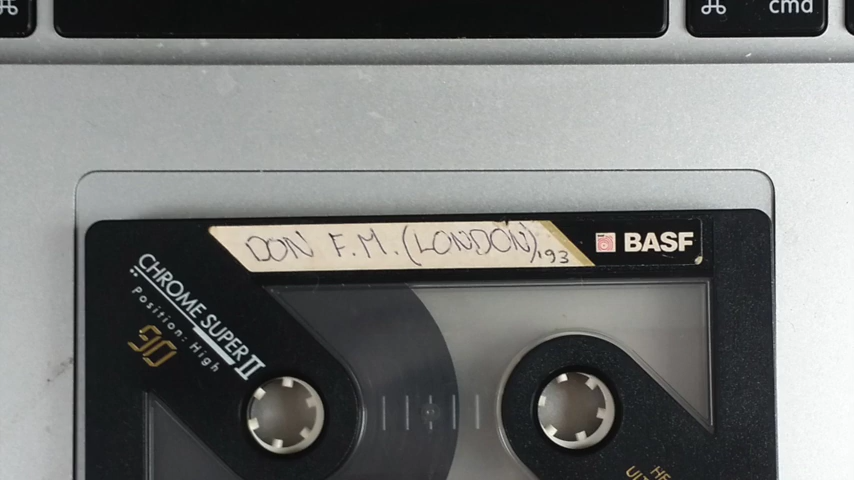 ⌘
⌘ cmd
DON F.M. (LONDON) '93
BASF
CHROME SUPER II
Position: High
90